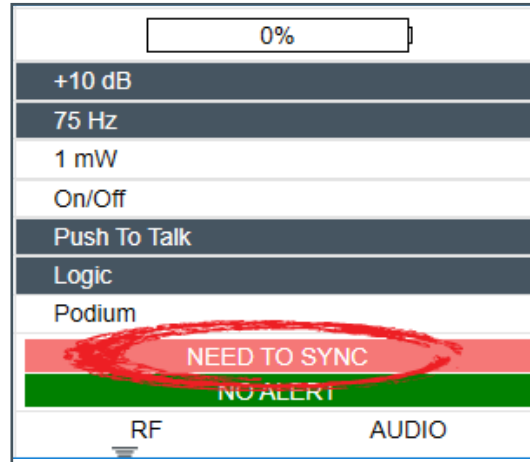 0%
+10 dB
75 Hz
1 mW
On/Off
Push To Talk
Logic
Podium
NEED TO SYNC
NO ALERT
RF AUDIO